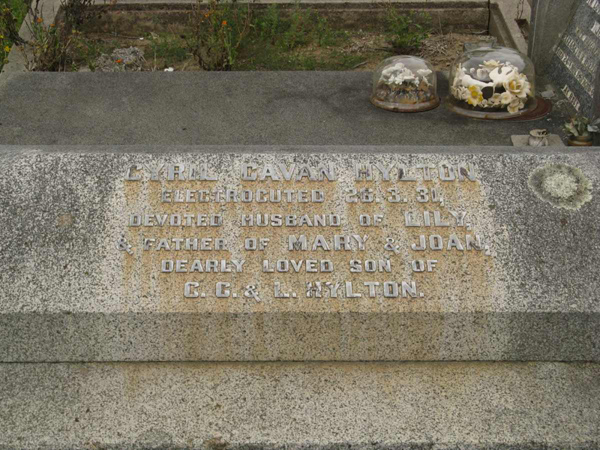 CYRIL CAVAN HYLTON
ELECTROCUTED 26.3.31,
DEVOTED HUSBAND OF LILY,
& FATHER OF MARY & JOAN,
DEARLY LOVED SON OF
C. C. & L. HYLTON.